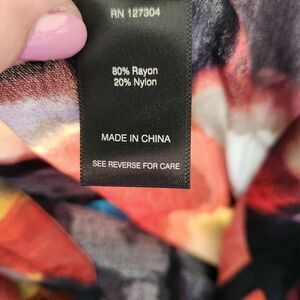 RN 127304
80% Rayon
20% Nylon
MADE IN CHINA
SEE REVERSE FOR CARE